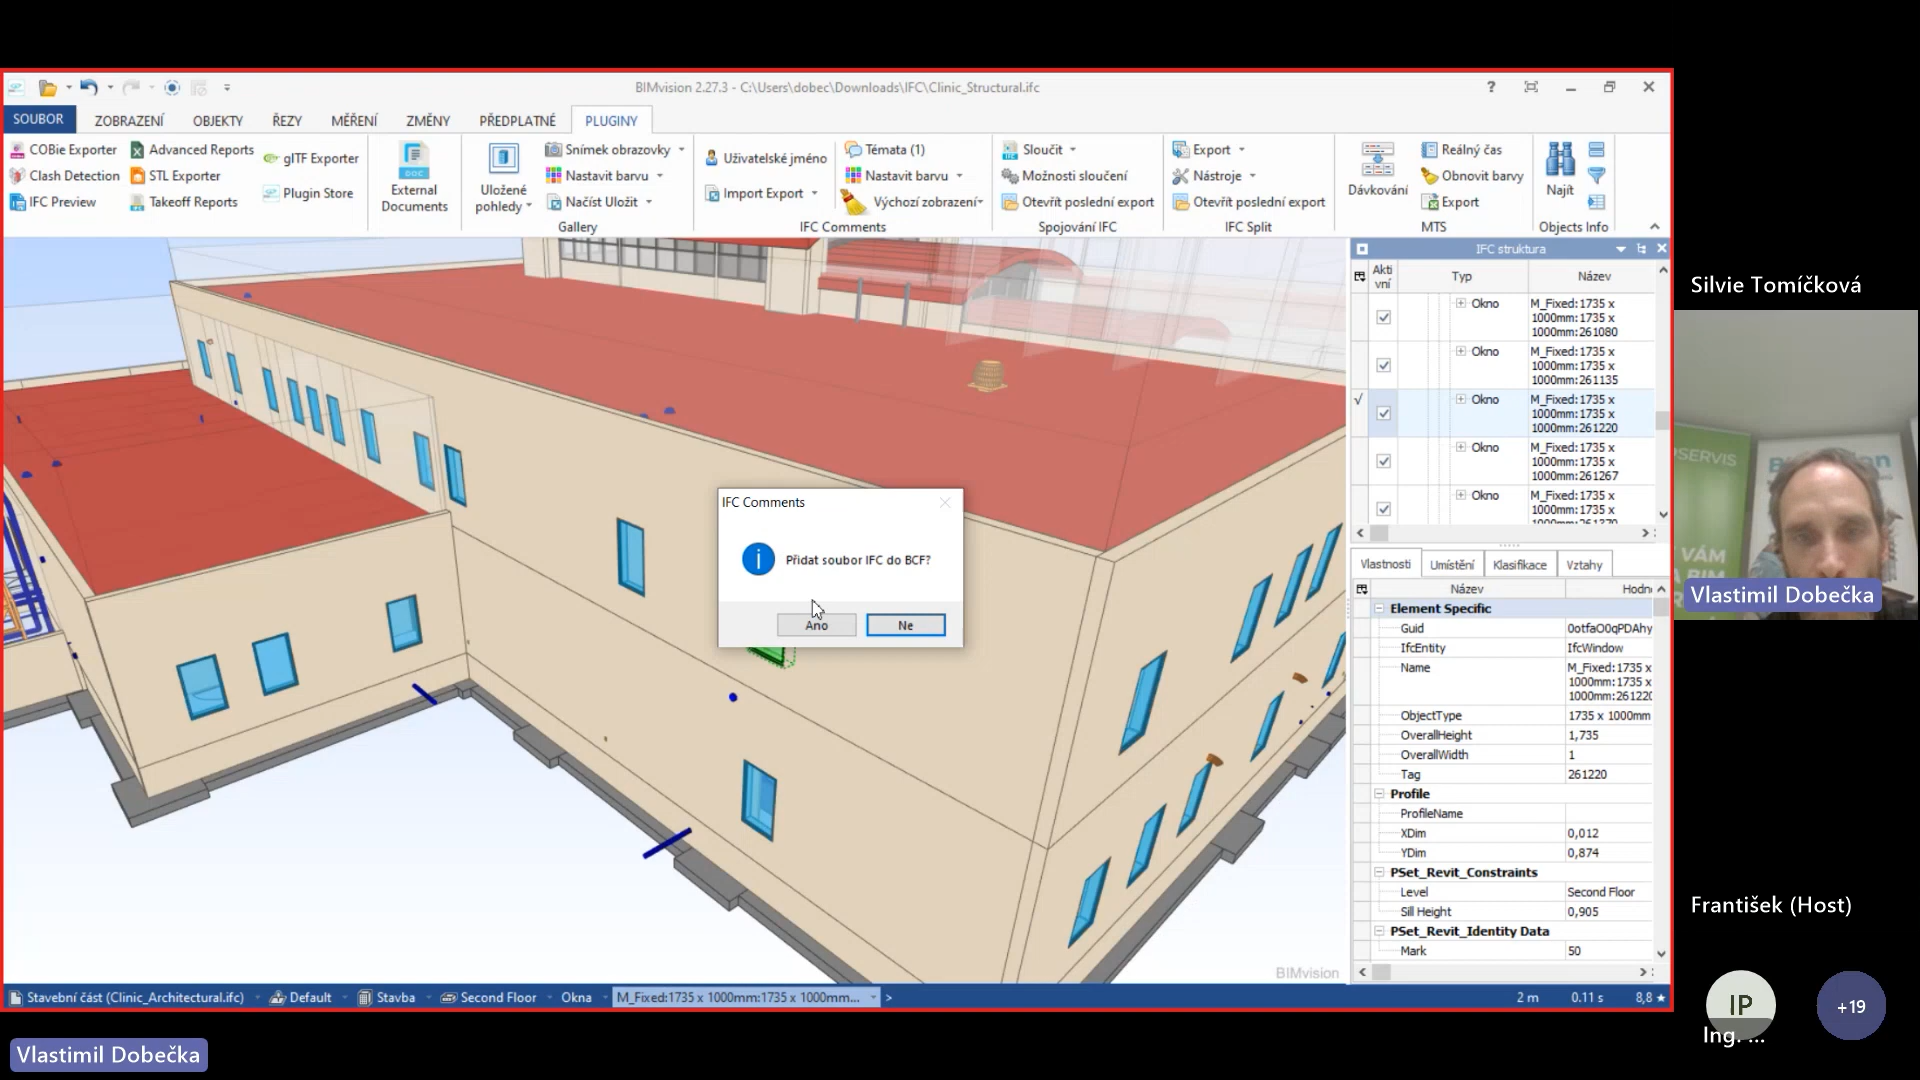 BIMvision 2.27.3 - C:\Users\dobec\Downloads\IFC\Clinic_Structural.ifc
SOUBOR ZOBRAZENÍ OBJEKTY ŘEZY MĚŘENÍ ZMĚNY PŘEDPLATNÉ PLUGINY
COBie Exporter
Advanced Reports
glTF Exporter
Clash Detection
STL Exporter
Plugin Store
IFC Preview
Takeoff Reports
External
Documents
Uložené
pohledy
Snímek obrazovky
Nastavit barvu
Načíst Uložit
Gallery
Uživatelské jméno
Import Export
Témata (1)
Nastavit barvu
Výchozí zobrazení
IFC Comments
Sloučit
Možnosti sloučení
Otevřít poslední export
Spojování IFC
Export
Nástroje
Otevřít poslední export
IFC Split
Dávkování
Reálný čas
Obnovit barvy
Export
MTS
Najít
Objects Info
IFC struktura
Akti
vní
Typ
Název
Okno
M_Fixed:1735 x
1000mm:1735 x
1000mm:261080
Okno
M_Fixed:1735 x
1000mm:1735 x
1000mm:261135
Okno
M_Fixed:1735 x
1000mm:1735 x
1000mm:261220
Okno
M_Fixed:1735 x
1000mm:1735 x
1000mm:261267
Okno
M_Fixed:1735 x
1000mm:1735 x
IFC Comments
Přidat soubor IFC do BCF?
Ano
Ne
Vlastnosti Umístění Klasifikace Vztahy
Název Hodn
Element Specific
Guid 0otfaO0qPDAhy
IfcEntity IfcWindow
Name M_Fixed:1735 x
1000mm:1735 x
1000mm:261220
ObjectType 1735 x 1000mm
OverallHeight 1,735
OverallWidth 1
Tag 261220
Profile
ProfileName
XDim 0,012
YDim 0,874
PSet_Revit_Constraints
Level Second Floor
Sill Height 0,905
PSet_Revit_Identity Data
Mark 50
BIMvision
Stavební část (Clinic_Architectural.ifc) Default Stavba Second Floor Okna M_Fixed:1735 x 1000mm:1735 x 1000mm... >
2 m 0.11 s 8,8
Silvie Tomíčková
SERVIS
VÁM
Vlastimil Dobečka
František (Host)
IP
Ing. ...
+19
Vlastimil Dobečka